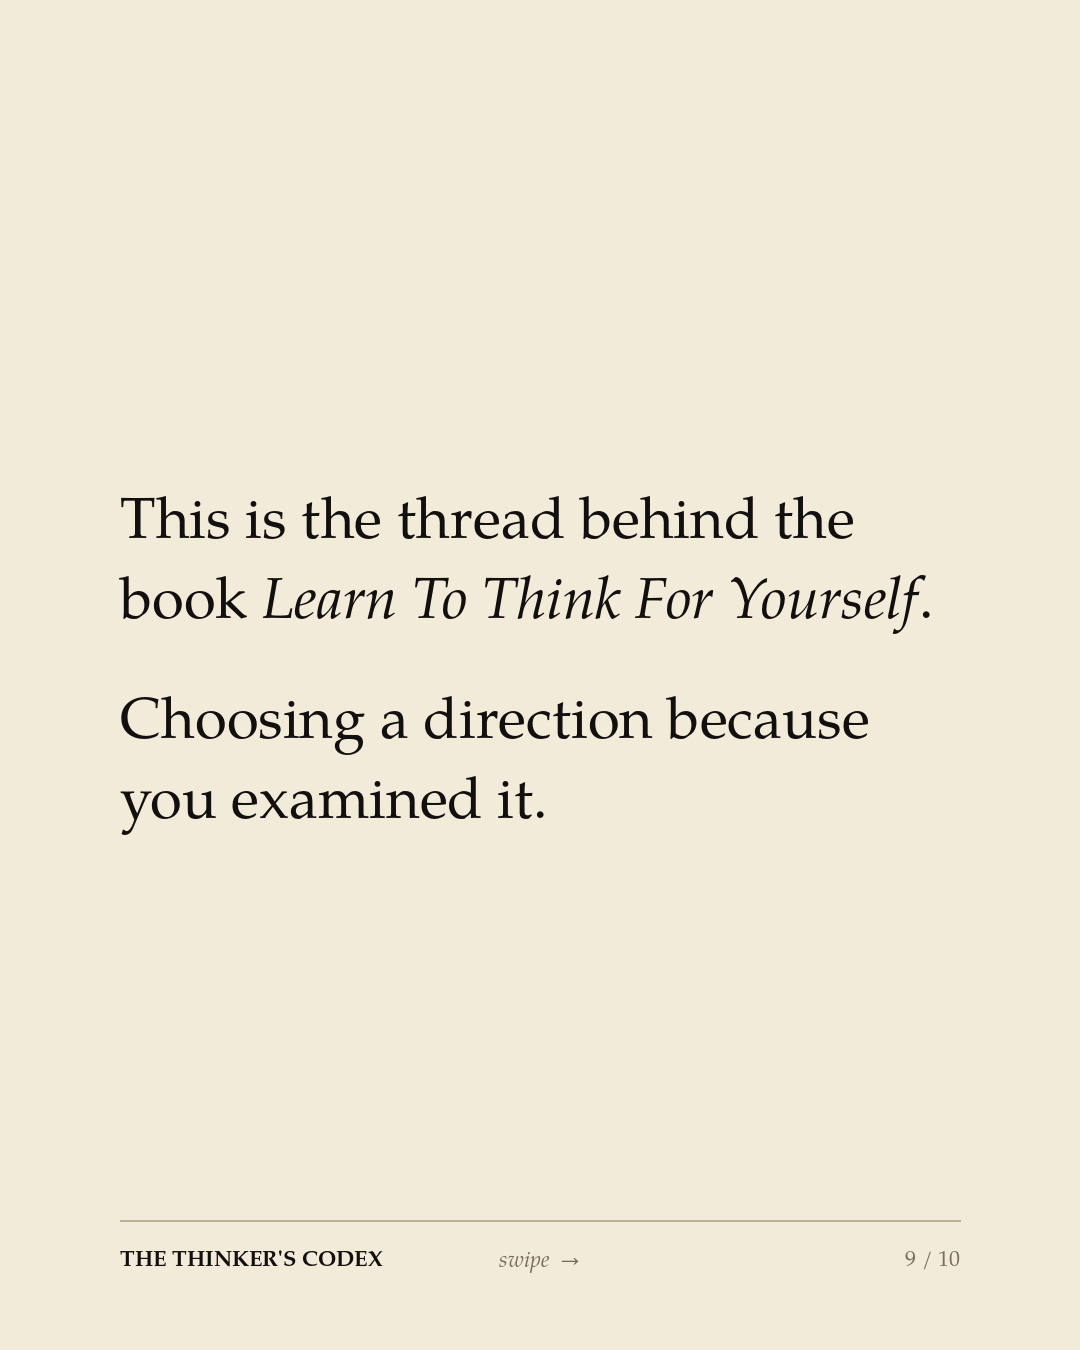 This is the thread behind the
book Learn To Think For Yourself.
Choosing a direction because
you examined it.
THE THINKER'S CODEX
swipe →
9 / 10